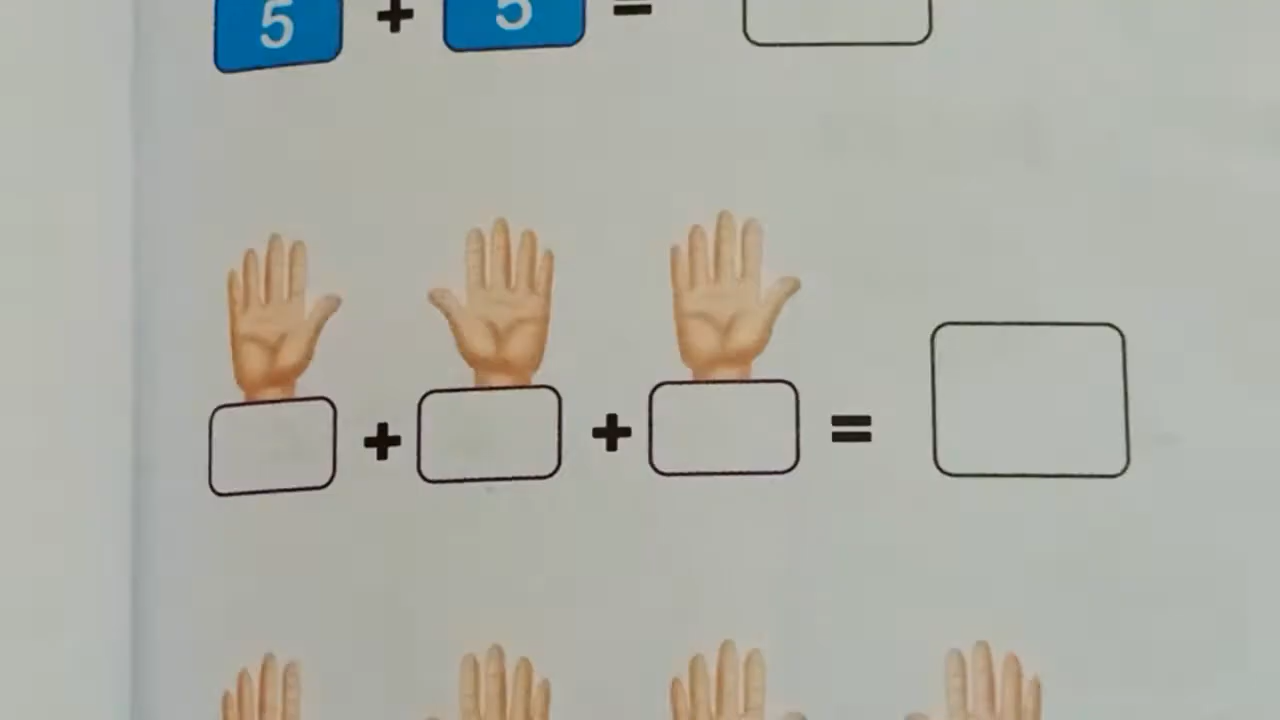 5 + 5 =
+ + =